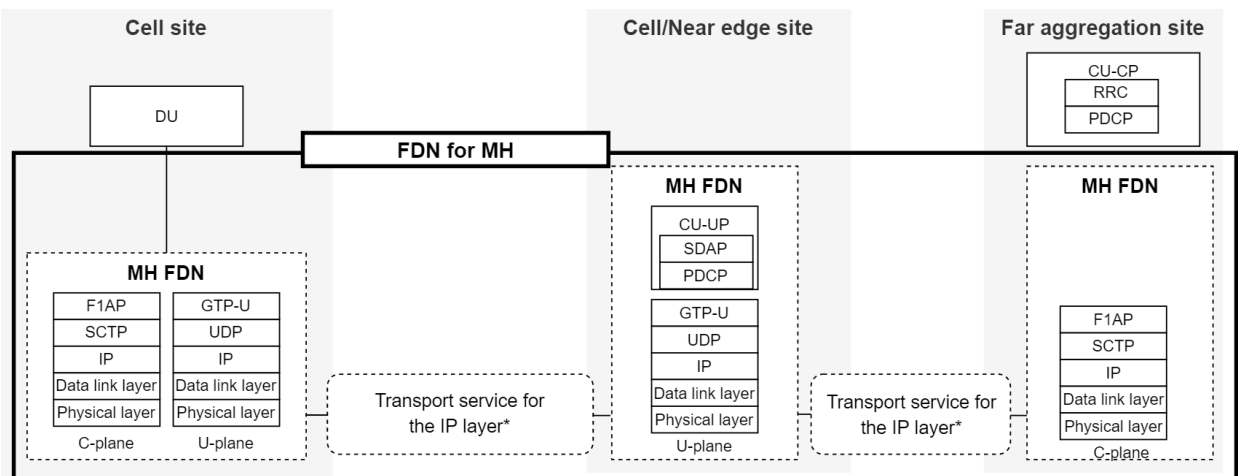 Cell site
Cell/Near edge site
Far aggregation site
DU
CU-CP
RRC
PDCP
FDN for MH
MH FDN
F1AP
SCTP
IP
Data link layer
Physical layer
C-plane
GTP-U
UDP
IP
Data link layer
Physical layer
U-plane
Transport service for
the IP layer*
MH FDN
CU-UP
SDAP
PDCP
GTP-U
UDP
IP
Data link layer
Physical layer
U-plane
Transport service for
the IP layer*
MH FDN
F1AP
SCTP
IP
Data link layer
Physical layer
C-plane